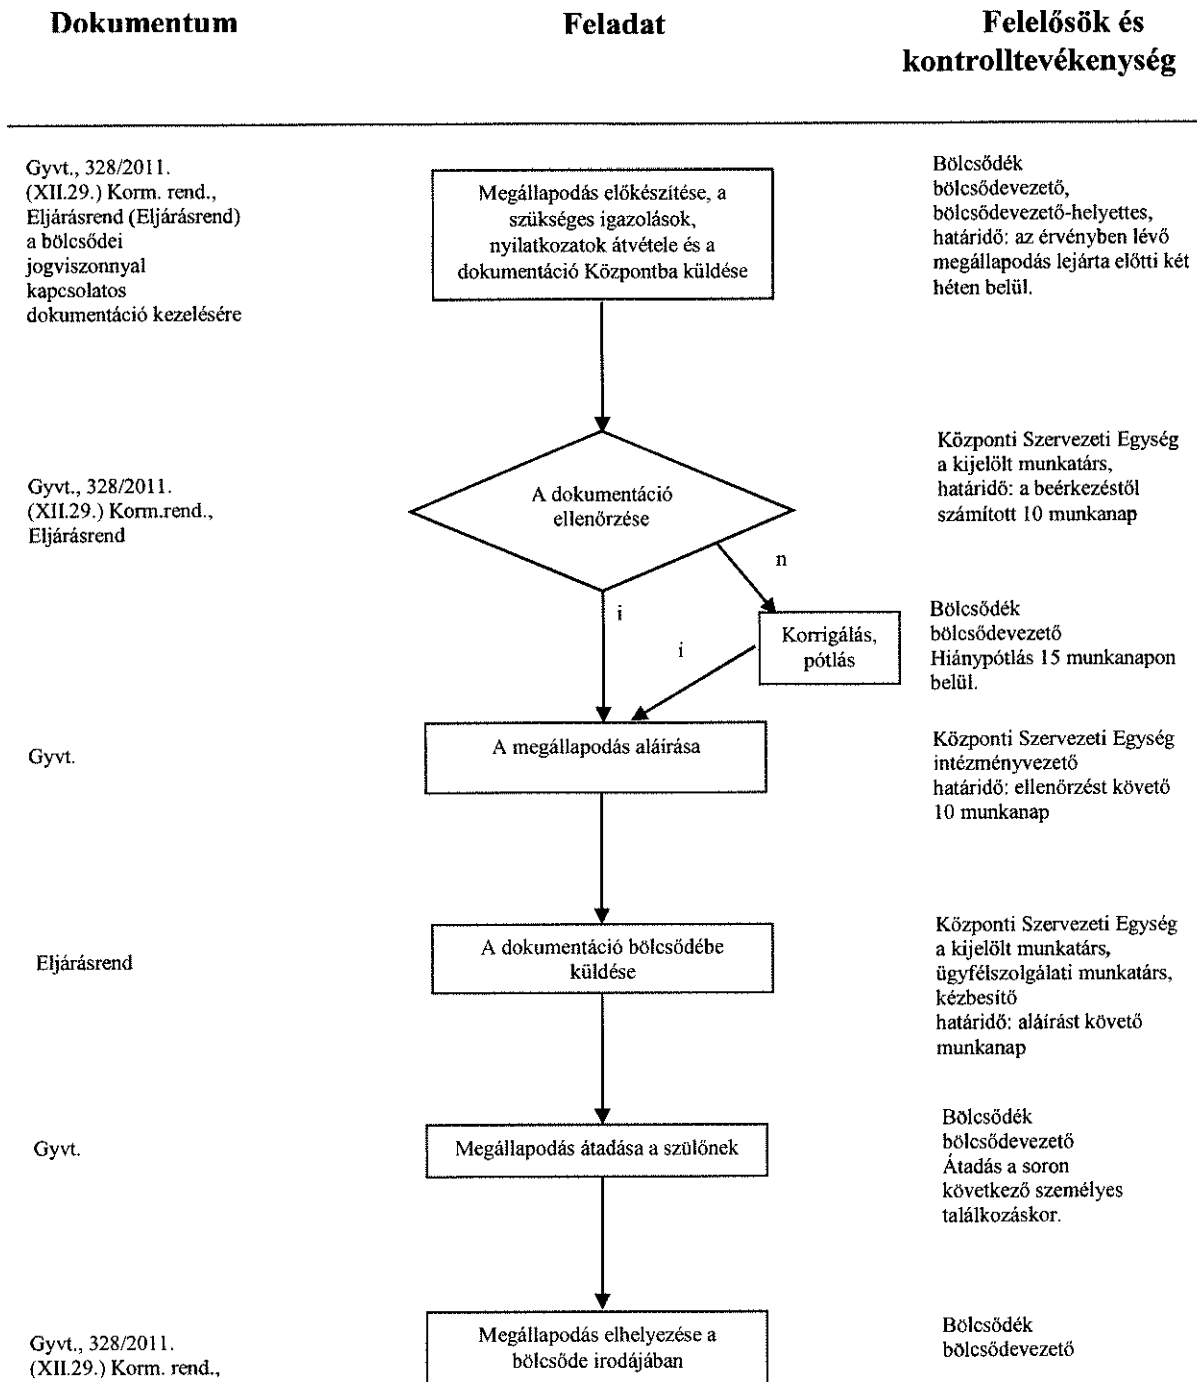 Dokumentum
Feladat
Felelősök és
kontrolltevékenység
Gyvt., 328/2011.
(XII.29.) Korm. rend.,
Eljárásrend (Eljárásrend)
a bölcsődei
jogviszonnyal
kapcsolatos
dokumentáció kezelésére
Megállapodás előkészítése, a
szükséges igazolások,
nyilatkozatok átvétele és a
dokumentáció Központba küldése
Bölcsődék
bölcsődevezető,
bölcsődevezető-helyettes,
határidő: az érvényben lévő
megállapodás lejárta előtti két
héten belül.
Gyvt., 328/2011.
(XII.29.) Korm.rend.,
Eljárásrend
A dokumentáció
ellenőrzése
Központi Szervezeti Egység
a kijelölt munkatárs,
határidő: a beérkezéstől
számított 10 munkanap
n
i
Korrigálás,
pótlás
i
Bölcsődék
bölcsődevezető
Hiánypótlás 15 munkanapon
belül.
Gyvt.
A megállapodás aláírása
Központi Szervezeti Egység
intézményvezető
határidő: ellenőrzést követő
10 munkanap
Eljárásrend
A dokumentáció bölcsődébe
küldése
Központi Szervezeti Egység
a kijelölt munkatárs,
ügyfélszolgálati munkatárs,
kézbesítő
határidő: aláírást követő
munkanap
Gyvt.
Megállapodás átadása a szülőnek
Bölcsődék
bölcsődevezető
Átadás a soron
következő személyes
találkozáskor.
Gyvt., 328/2011.
(XII.29.) Korm. rend.,
Megállapodás elhelyezése a
bölcsőde irodájában
Bölcsődék
bölcsődevezető